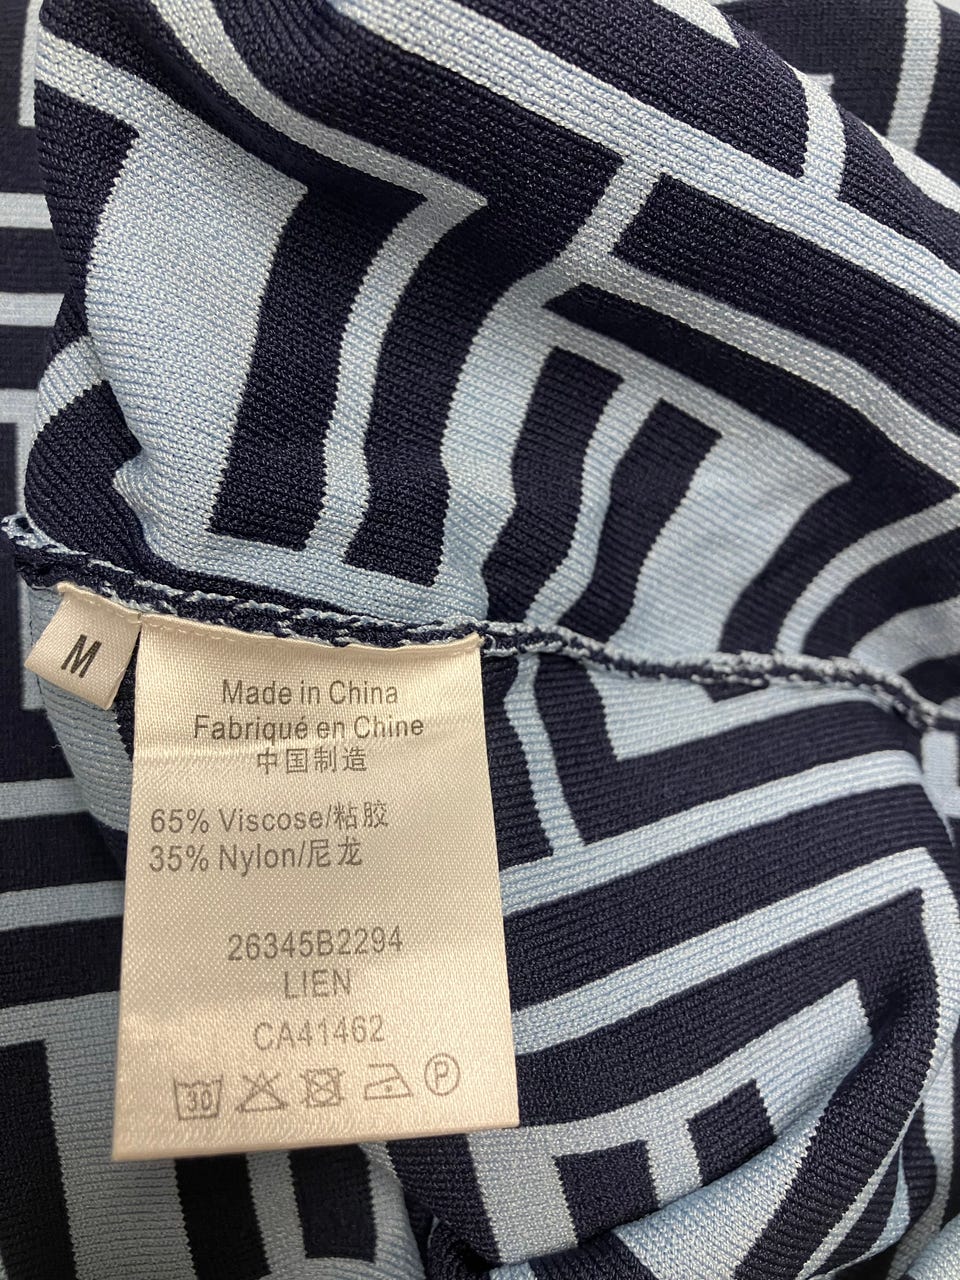 M
Made in China
Fabriqué en Chine
中国制造
65% Viscose/粘胶
35% Nylon/尼龙
26345B2294
LIEN
CA41462
30 P